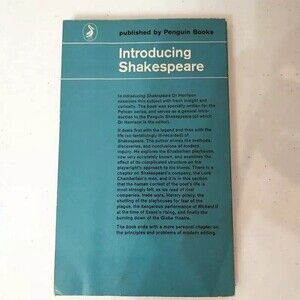 published by Penguin Books
Introducing
Shakespeare
In Introducing Shakespeare Dr Harrison
examines his subject with fresh insight and
curiosity. The book was specially written for the
Pelican series, and serves as a general intro-
duction to the Penguin Shakespeare (of which
Dr Harrison is the editor).
It deals first with the legend and then with the
life (so tantalisingly ill-recorded) of
Shakespeare. The author shows the methods,
discoveries, and conclusions of modern
inquiry. He explores the Elizabethan playhouse,
now very accurately known, and examines the
effect of its complicated structure on the
playwright's approach to his theme. There is a
chapter on Shakespeare's company, the Lord
Chamberlain's men, and it is in this section
that the human context of the poet's life is
most strongly felt, as we read of rival
companies, trade wars, literary piracy, the
shutting of the playhouses for fear of the
plague, the dangerous performance of Richard II
at the time of Essex's rising, and finally the
burning down of the Globe theatre.
The book ends with a more personal chapter on
the principles and problems of modern editing.